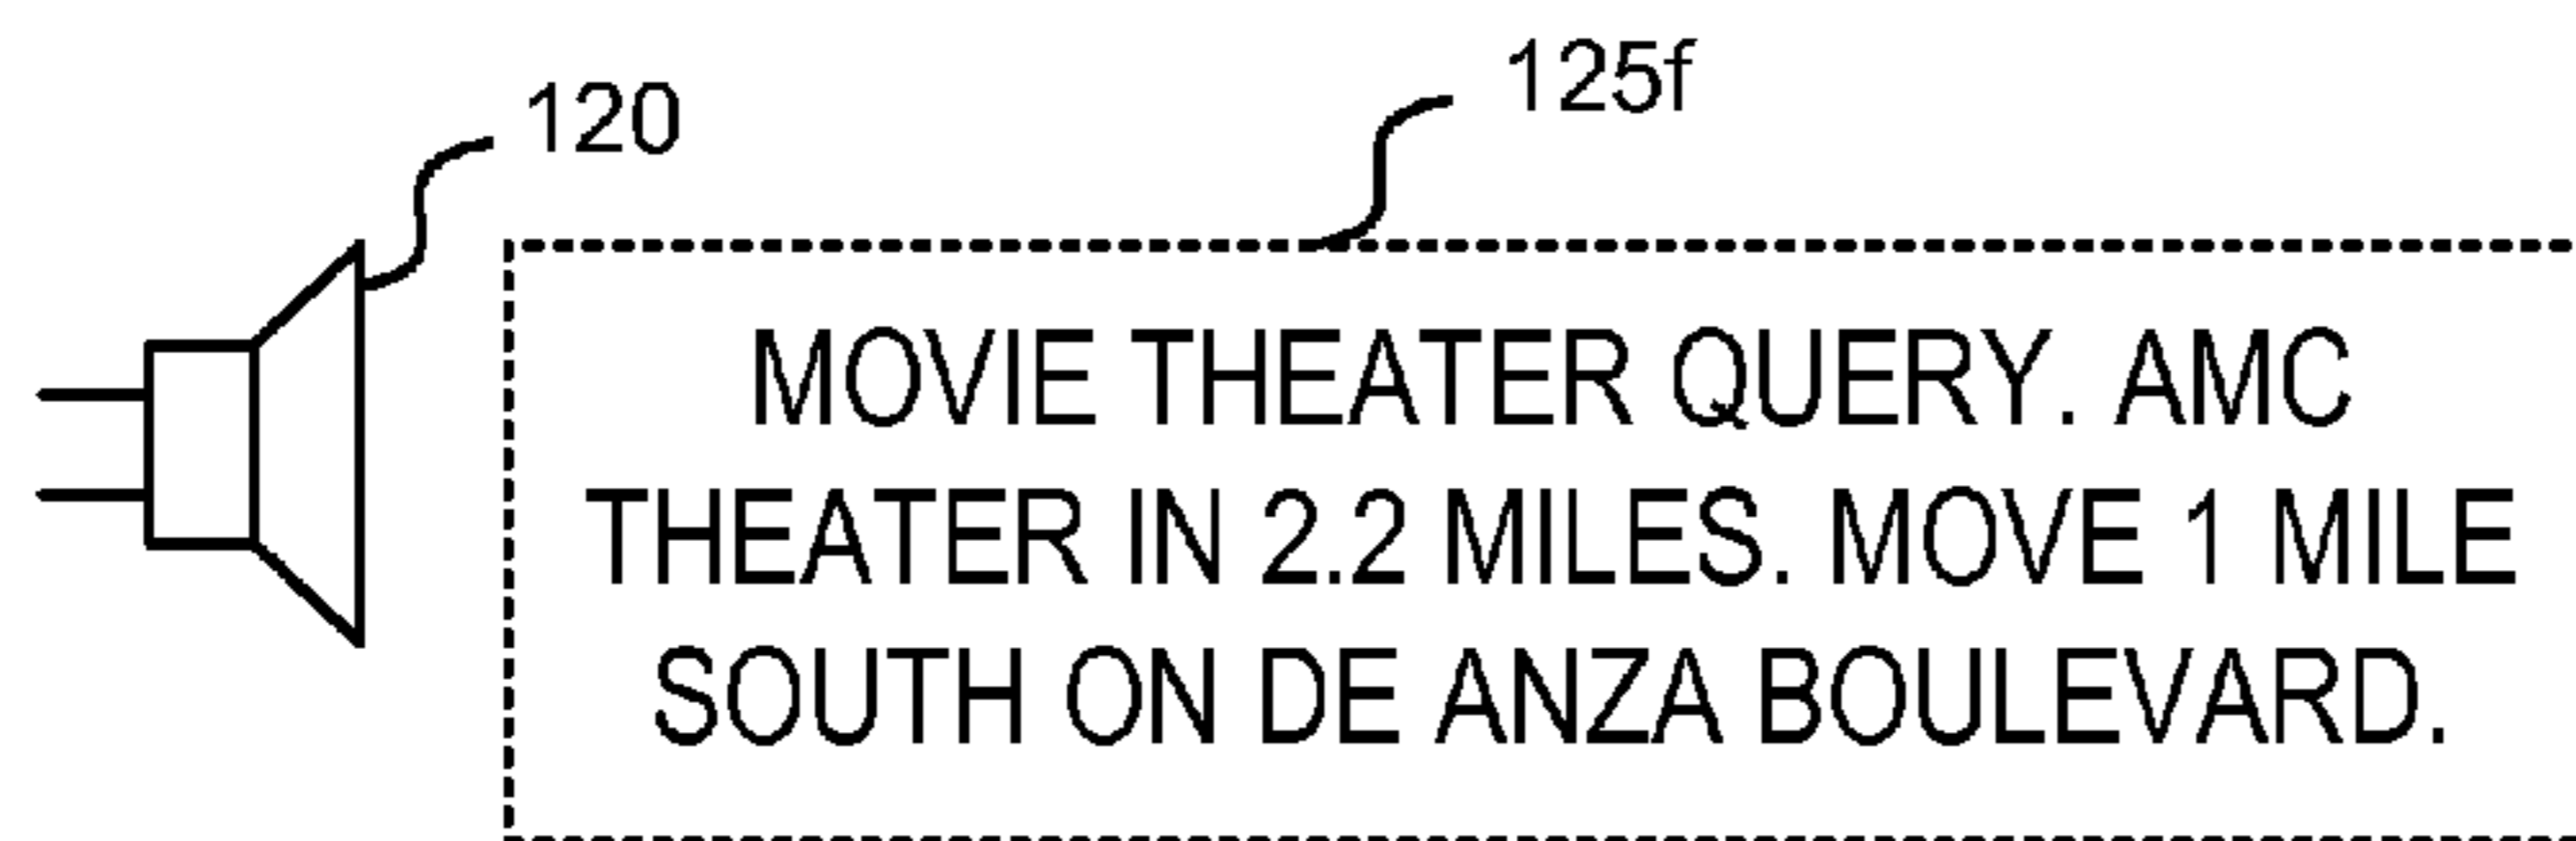 120
125f
MOVIE THEATER QUERY. AMC
THEATER IN 2.2 MILES. MOVE 1 MILE
SOUTH ON DE ANZA BOULEVARD.